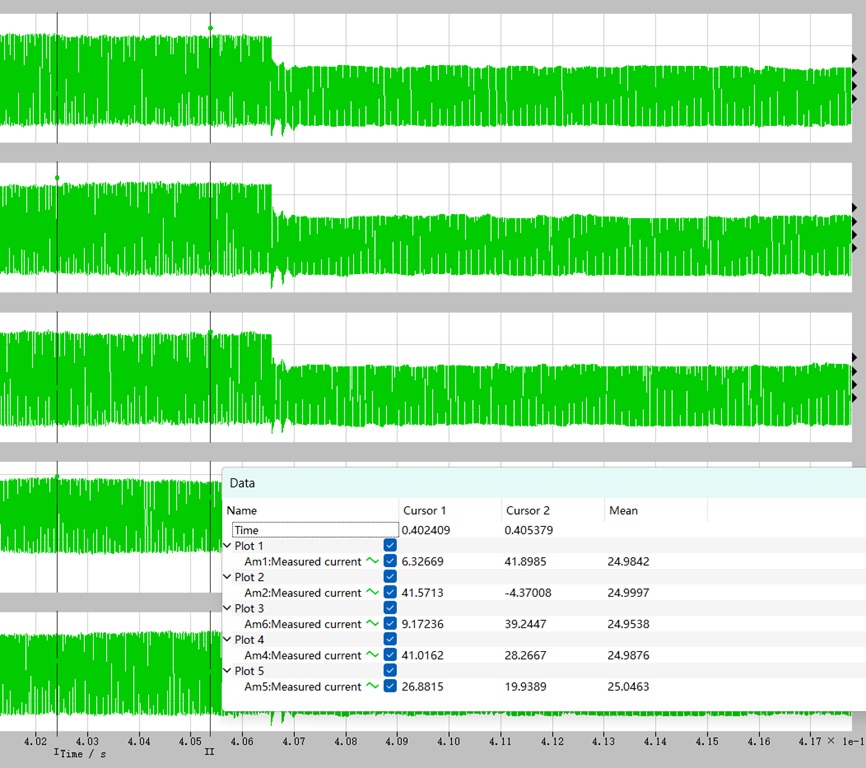 Data
Name Cursor 1 Cursor 2 Mean
Time 0.402409 0.405379
Plot 1
Am1:Measured current 6.32669 41.8985 24.9842
Plot 2
Am2:Measured current 41.5713 -4.37008 24.9997
Plot 3
Am6:Measured current 9.17236 39.2447 24.9538
Plot 4
Am4:Measured current 41.0162 28.2667 24.9876
Plot 5
Am5:Measured current 26.8815 19.9389 25.0463
4.02 4.03 4.04 4.05 4.06 4.07 4.08 4.09 4.10 4.11 4.12 4.13 4.14 4.15 4.16 4.17 × 1e-1
I Time / s II